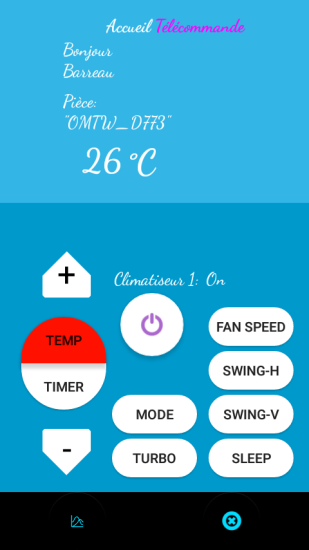 Accueil Télécommande
Bonjour
Barreau
Pièce:
"OMTW_D773"
26 °C
+
Climatiseur 1: On
TEMP
FAN SPEED
SWING-H
TIMER
MODE
SWING-V
-
TURBO
SLEEP